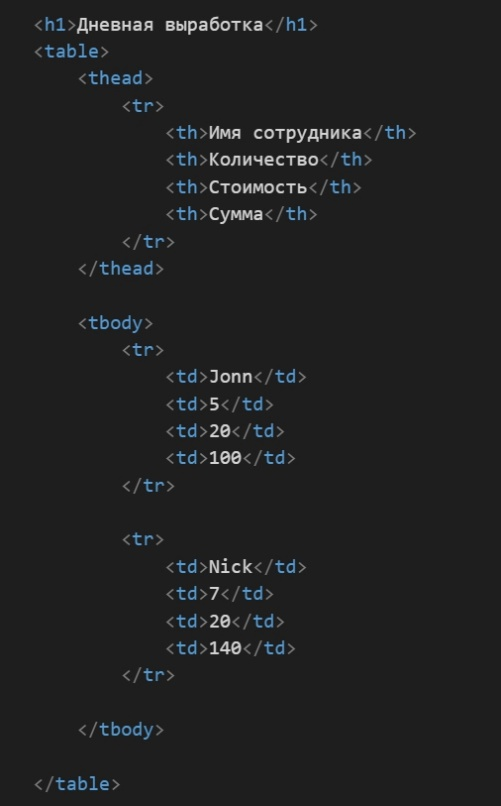 <h1>Дневная выработка</h1>
<table>
<thead>
<tr>
<th>Имя сотрудника</th>
<th>Количество</th>
<th>Стоимость</th>
<th>Сумма</th>
</tr>
</thead>
<tbody>
<tr>
<td>Jonn</td>
<td>5</td>
<td>20</td>
<td>100</td>
</tr>
<tr>
<td>Nick</td>
<td>7</td>
<td>20</td>
<td>140</td>
</tr>
</tbody>
</table>